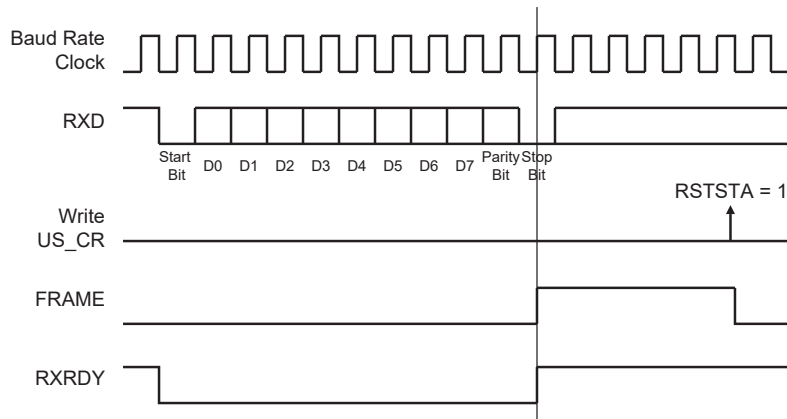 Baud Rate
Clock
RXD
Start
Bit
D0
D1
D2
D3
D4
D5
D6
D7
Parity
Bit
Stop
Bit
RSTSTA = 1
Write
US_CR
FRAME
RXRDY